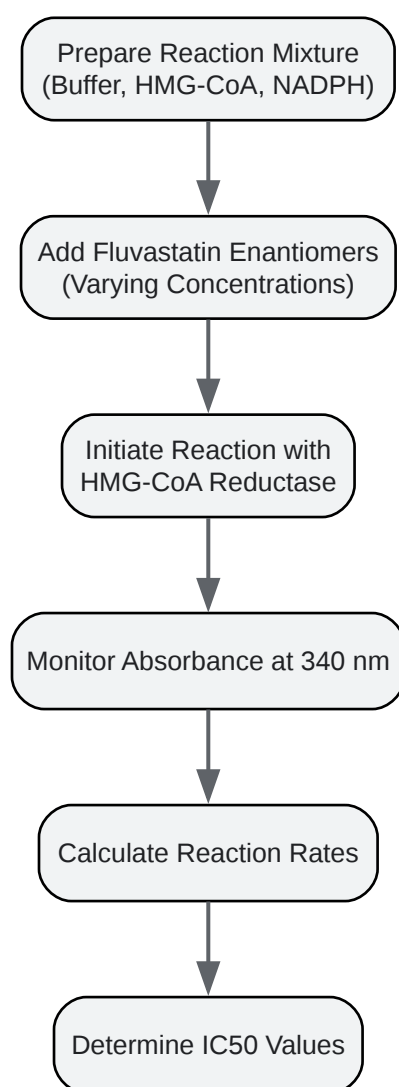 Prepare Reaction Mixture
(Buffer, HMG-CoA, NADPH)
Add Fluvastatin Enantiomers
(Varying Concentrations)
Initiate Reaction with
HMG-CoA Reductase
Monitor Absorbance at 340 nm
Calculate Reaction Rates
Determine IC50 Values